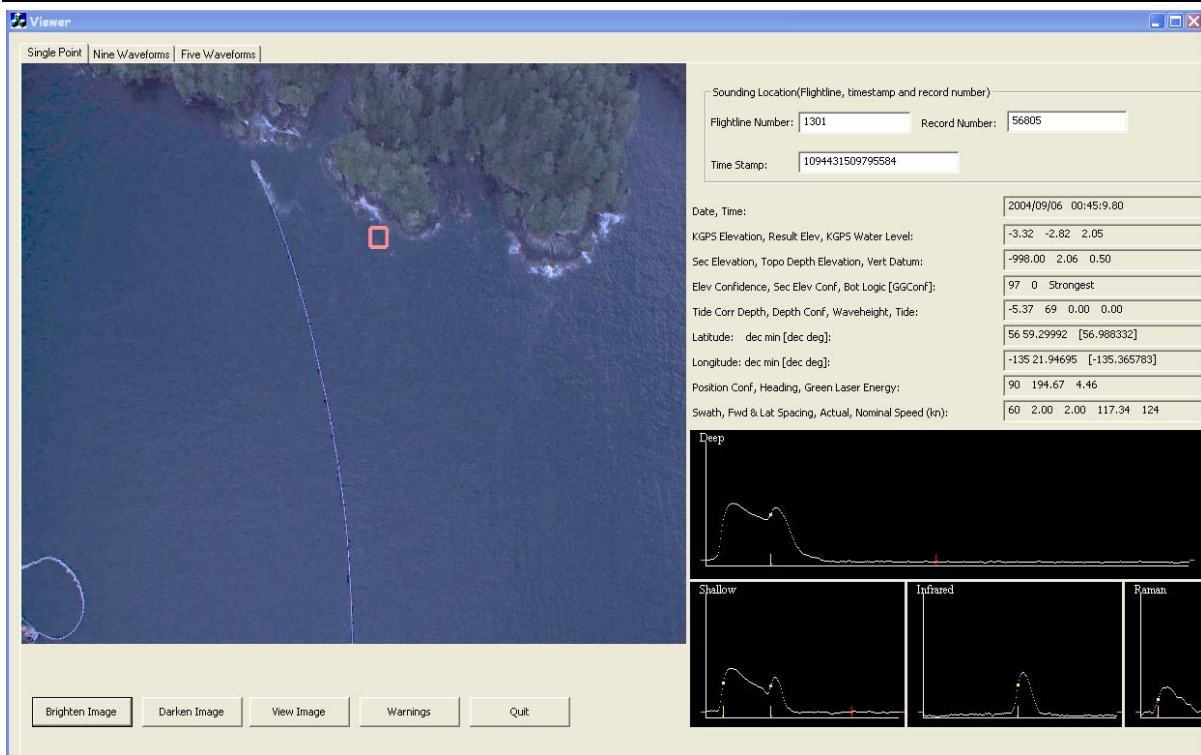 Viewer
Single Point Nine Waveforms Five Waveforms
Sounding Location(Flightline, timestamp and record number)
Flightline Number: 1301 Record Number: 56805
Time Stamp: 1094431509795584
Date, Time: 2004/09/06 00:45:9.80
KGPS Elevation, Result Elev, KGPS Water Level: -3.32 -2.82 2.05
Sec Elevation, Topo Depth Elevation, Vert Datum: -998.00 2.06 0.50
Elev Confidence, Sec Elev Conf, Bot Logic [GGConf]: 97 0 Strongest
Tide Corr Depth, Depth Conf, Waveheight, Tide: -5.37 69 0.00 0.00
Latitude: dec min [dec deg]: 56 59.29992 [56.988332]
Longitude: dec min [dec deg]: -135 21.94695 [-135.365783]
Position Conf, Heading, Green Laser Energy: 90 194.67 4.46
Swath, Fwd & Lat Spacing, Actual, Nominal Speed (kn): 60 2.00 2.00 117.34 124
Deep
Shallow Infrared Raman
Brighten Image Darken Image View Image Warnings Quit